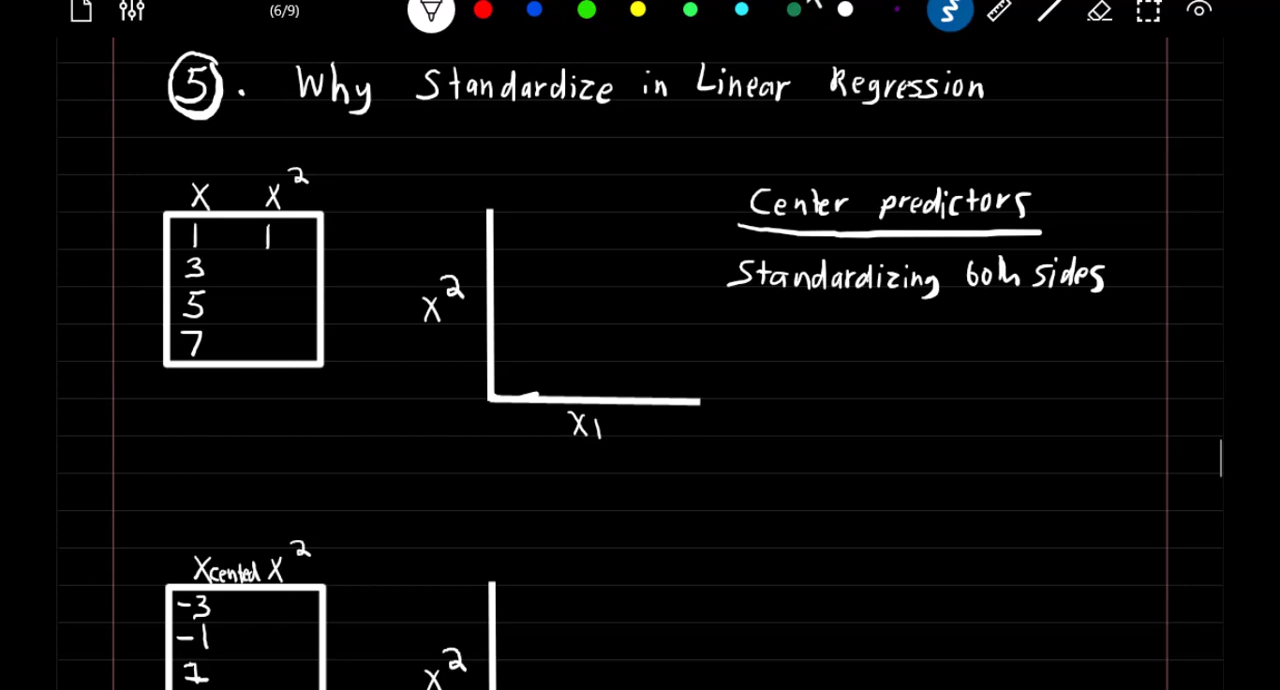 (6/9)
5. Why Standardize in Linear Regression
X X²
1 1
3
5
7
X²
X1
Center predictors
Standardizing both sides
Xcented X²
-3
-1
1
X²